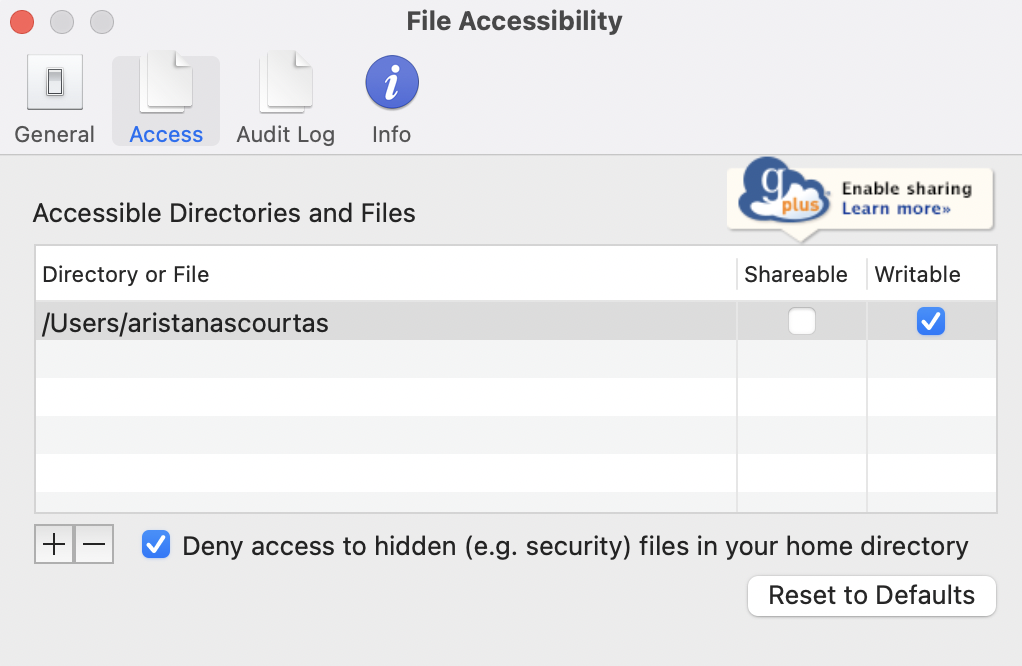 File Accessibility
General
Access
Audit Log
i
Info
Accessible Directories and Files
g
plus
Enable sharing
Learn more»
Directory or File
Shareable
Writable
/Users/aristanascourtas
+
−
Deny access to hidden (e.g. security) files in your home directory
Reset to Defaults